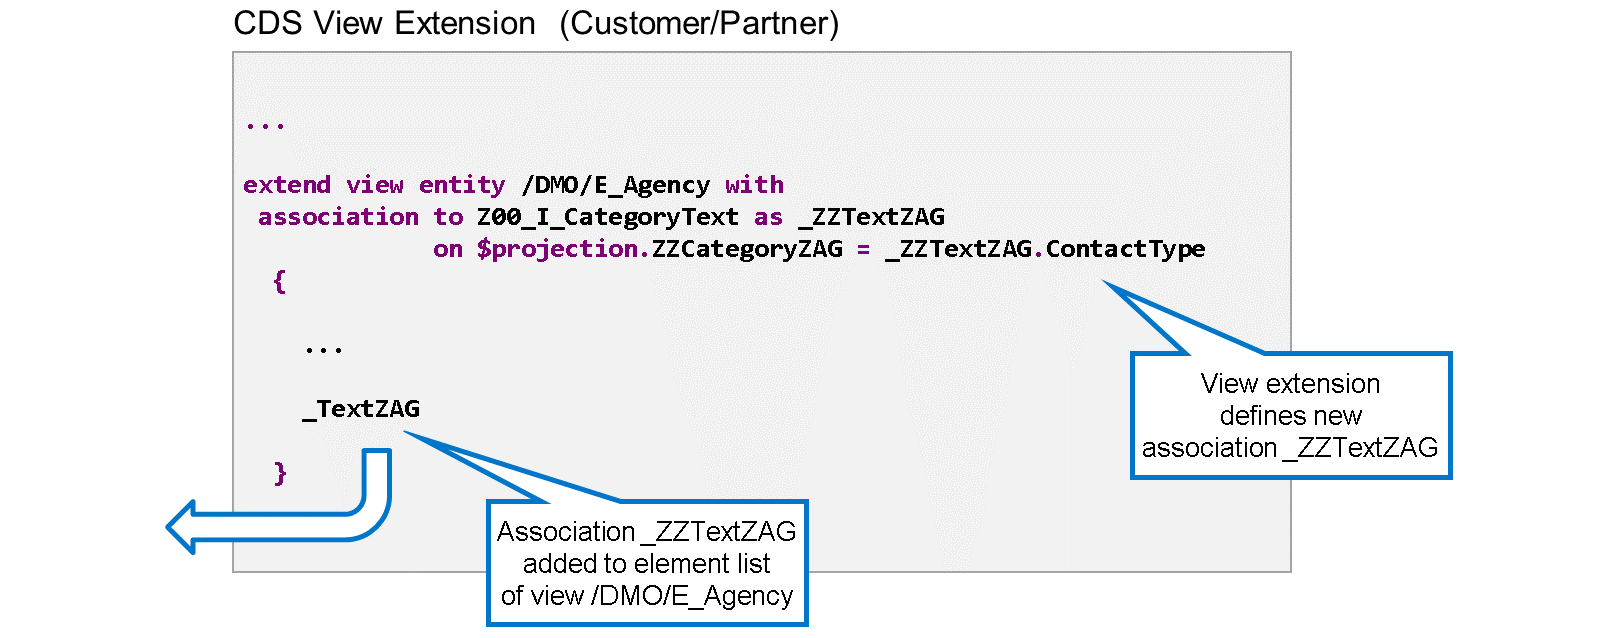 CDS View Extension (Customer/Partner)
...
extend view entity /DMO/E_Agency with
association to Z00_I_CategoryText as _ZZTextZAG
on $projection.ZZCategoryZAG = _ZZTextZAG.ContactType
{
...
_TextZAG
}
View extension
defines new
association _ZZTextZAG
Association _ZZTextZAG
added to element list
of view /DMO/E_Agency